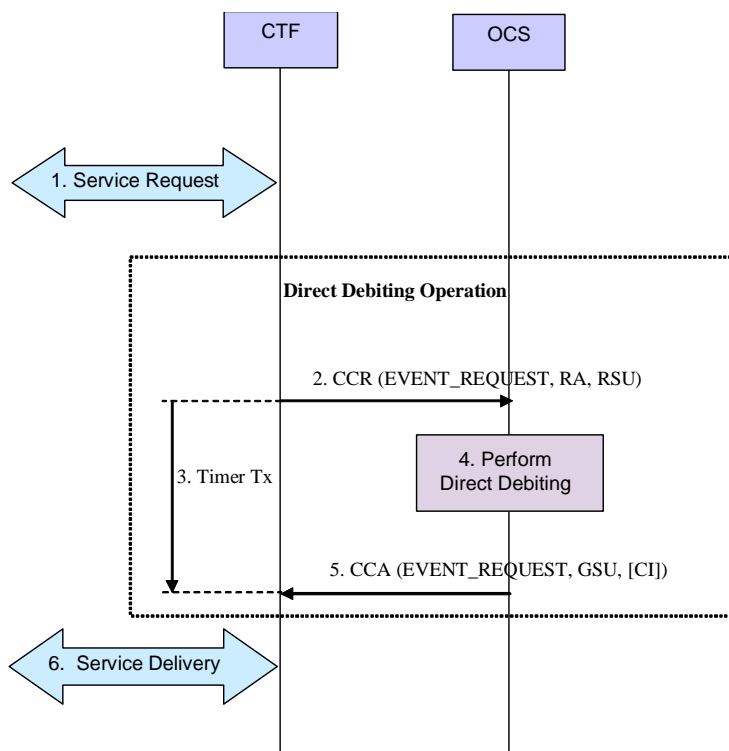 CTF
OCS
1. Service Request
Direct Debiting Operation
2. CCR (EVENT_REQUEST, RA, RSU)
3. Timer Tx
4. Perform
Direct Debiting
5. CCA (EVENT_REQUEST, GSU, [CI])
6. Service Delivery